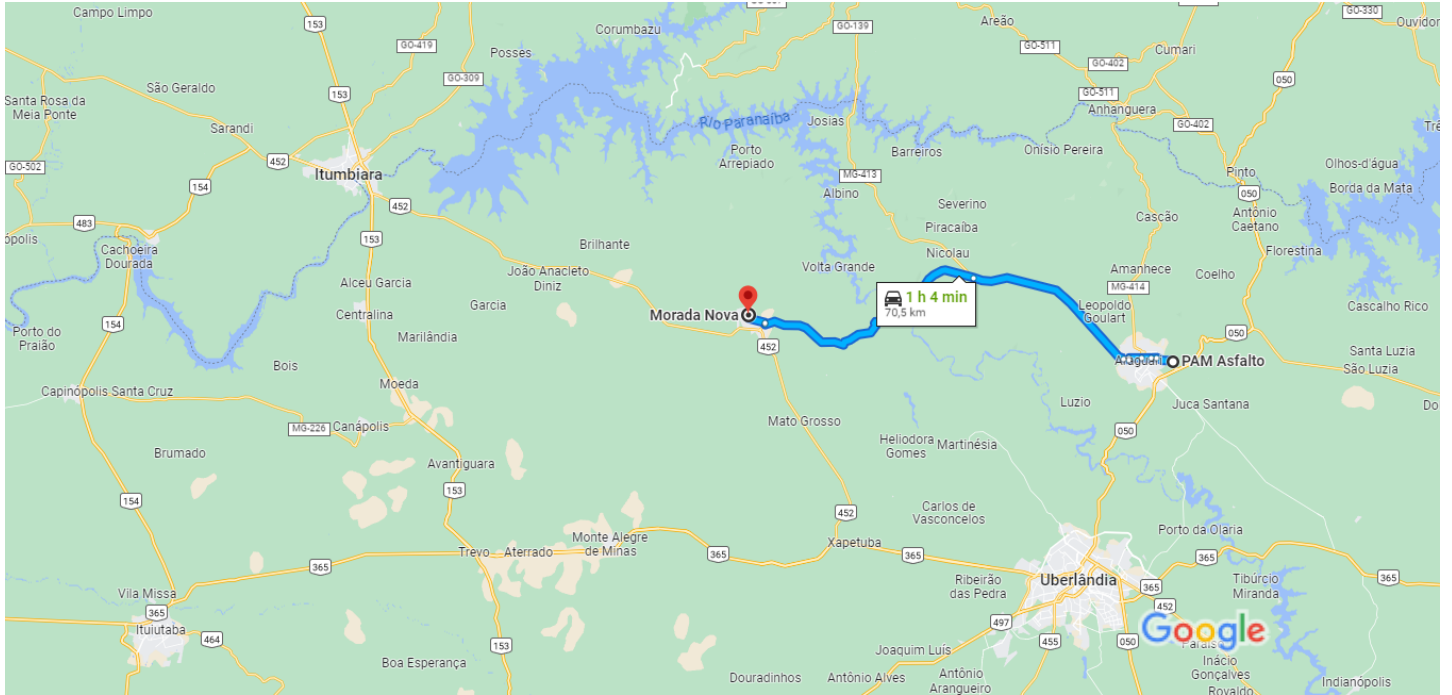 Campo Limpo
153
Corumbazu
GO-139
Areão
GO-330
Ouvidor
GO-419
Posses
GO-511
Cumari
GO-309
GO-402
050
São Geraldo
153
GO-511
Santa Rosa da
Meia Ponte
Anhanguera
Rio Paranaíba
Josias
GO-402
Sarandi
Porto
Arrepiado
Barreiros
Onísio Pereira
452
GO-502
Itumbiara
MG-413
Pinto
Olhos-d'água
154
Albino
050
Borda da Mata
452
Severino
Cascão
Antônio
Caetano
483
Piracaíba
153
Cachoeira
Dourada
Brilhante
Nicolau
Florestina
João Anacleto
Diniz
Volta Grande
Amanhece
Coelho
Alceu Garcia
MG-414
1 h 4 min
70,5 km
Garcia
Leopoldo
Goulart
Cascalho Rico
Centralina
Morada Nova
154
Porto do
Praião
Marilândia
452
050
Santa Luzia
Bois
PAM Asfalto
São Luzia
Moeda
Capinópolis
Santa Cruz
Luzio
Juca Santana
Do
Mato Grosso
MG-226
Canápolis
050
Heliodora
Gomes
Martinésia
Brumado
Avantiguara
153
154
Carlos de
Vasconcelos
452
Porto da Olaria
Monte Alegre
de Minas
Xapetuba
Trevo
Aterrado
365
365
365
365
365
Uberlândia
Ribeirão
das Pedra
Tibúrcio
Miranda
365
Vila Missa
365
452
497
Google
Ituiutaba
464
153
455
050
Joaquim Luís
Boa Esperança
Inácio
Gonçalves
Douradinhos
Antônio Alves
Antônio
Arangueiro
Indianópolis
Rovaldo